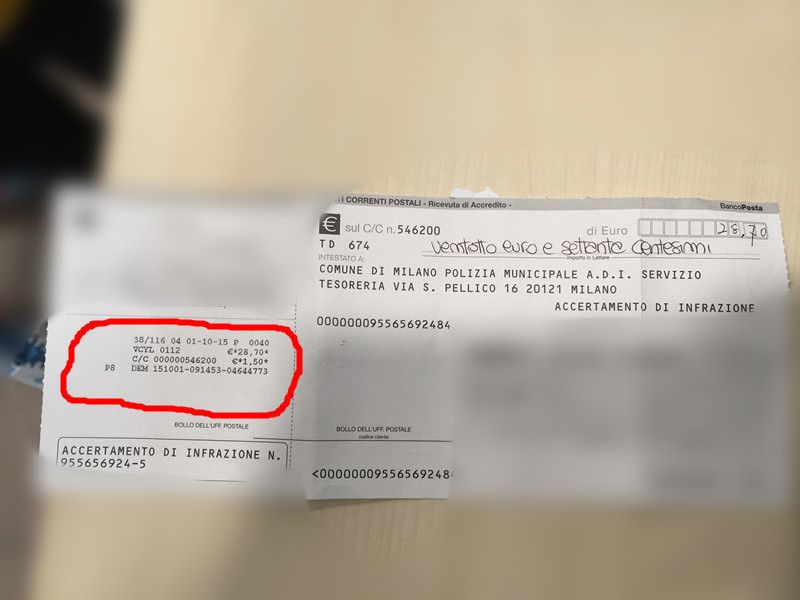 I CORRENTI POSTALI - Ricevuta di Accredito -
BancoPosta
€ sul C/C n. 546200 di Euro 28,70
TD 674 ventotto euro e settanta centesimi
importo in lettere
INTESTATO A:
COMUNE DI MILANO POLIZIA MUNICIPALE A.D.I. SERVIZIO
TESORERIA VIA S. PELLICO 16 20121 MILANO
ACCERTAMENTO DI INFRAZIONE
00000009556569248​4
38/116 04 01-10-15 P 0040
VCYL 0112 €*28,70*
C/C 000000546200 €*1,50*
P8 DEM 151001-091453-04644773
BOLLO DELL'UFF. POSTALE
BOLLO DELL'UFF. POSTALE
codice cliente
ACCERTAMENTO DI INFRAZIONE N.
955656924-5
<000000095565692484